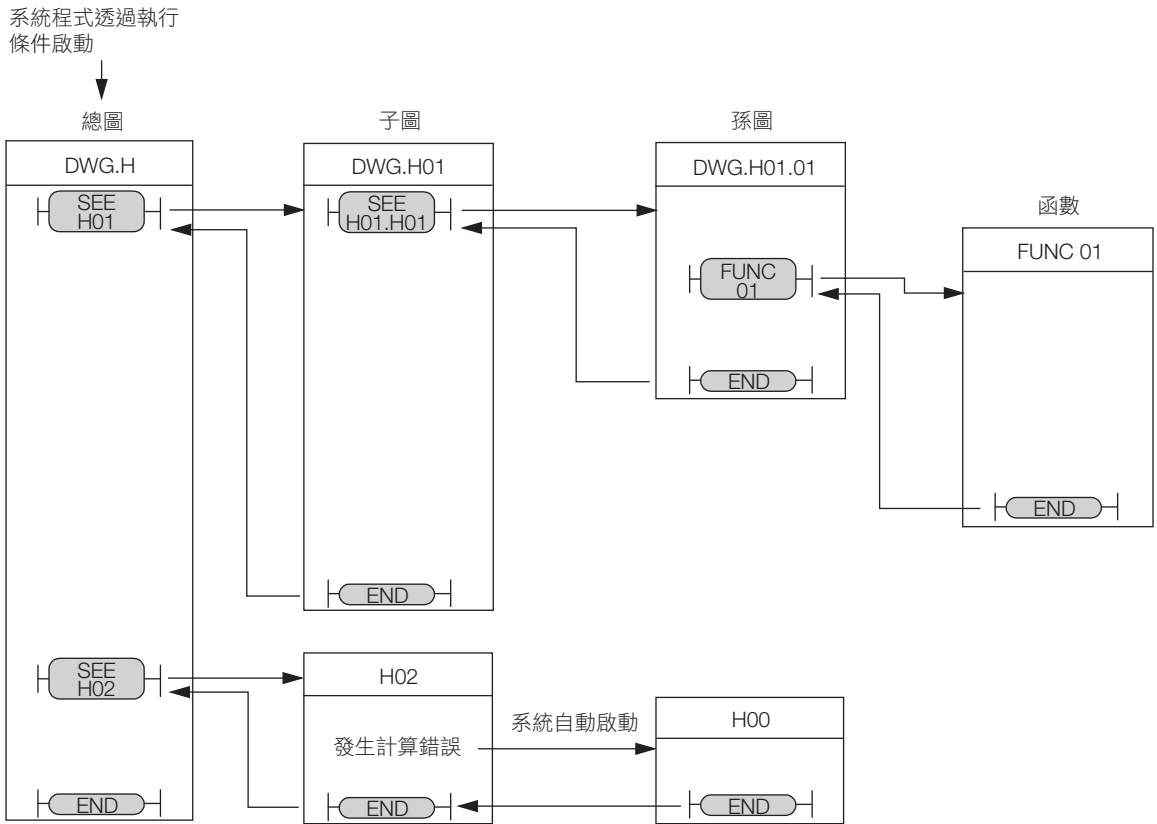 系統程式透過執行
條件啟動
總圖
子圖
孫圖
函數
DWG.H
DWG.H01
DWG.H01.01
FUNC 01
SEE
H01
SEE
H01.H01
FUNC
01
END
END
END
SEE
H02
H02
發生計算錯誤
系統自動啟動
H00
END
END
END